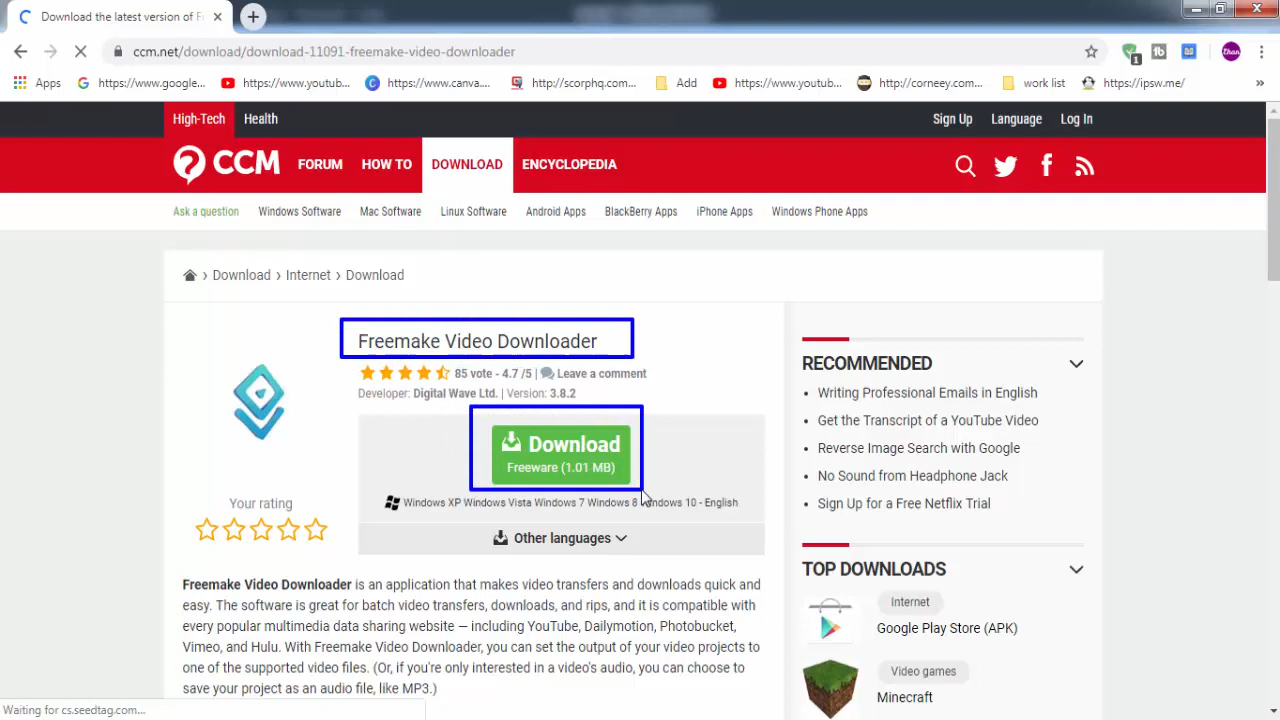 Download the latest version of Fr
ccm.net/download/download-11091-freemake-video-downloader
1
tb
Apps
https://www.google...
https://www.youtub...
https://www.canva....
http://scorphq.com...
Add
https://www.youtub...
http://corneey.com/...
work list
https://ipsw.me/
»
High-Tech
Health
Sign Up
Language
Log In
CCM
FORUM
HOW TO
DOWNLOAD
ENCYCLOPEDIA
Ask a question
Windows Software
Mac Software
Linux Software
Android Apps
BlackBerry Apps
iPhone Apps
Windows Phone Apps
› Download › Internet › Download
Freemake Video Downloader
85 vote - 4.7 /5 | Leave a comment
Developer: Digital Wave Ltd. | Version: 3.8.2
Download
Freeware (1.01 MB)
Windows XP Windows Vista Windows 7 Windows 8 Windows 10 - English
Other languages
Your rating
Freemake Video Downloader is an application that makes video transfers and downloads quick and
easy. The software is great for batch video transfers, downloads, and rips, and it is compatible with
every popular multimedia data sharing website — including YouTube, Dailymotion, Photobucket,
Vimeo, and Hulu. With Freemake Video Downloader, you can set the output of your video projects to
one of the supported video files. (Or, if you're only interested in a video's audio, you can choose to
save your project as an audio file, like MP3.)
RECOMMENDED
• Writing Professional Emails in English
• Get the Transcript of a YouTube Video
• Reverse Image Search with Google
• No Sound from Headphone Jack
• Sign Up for a Free Netflix Trial
TOP DOWNLOADS
Internet
Google Play Store (APK)
Video games
Minecraft
Waiting for cs.seedtag.com...